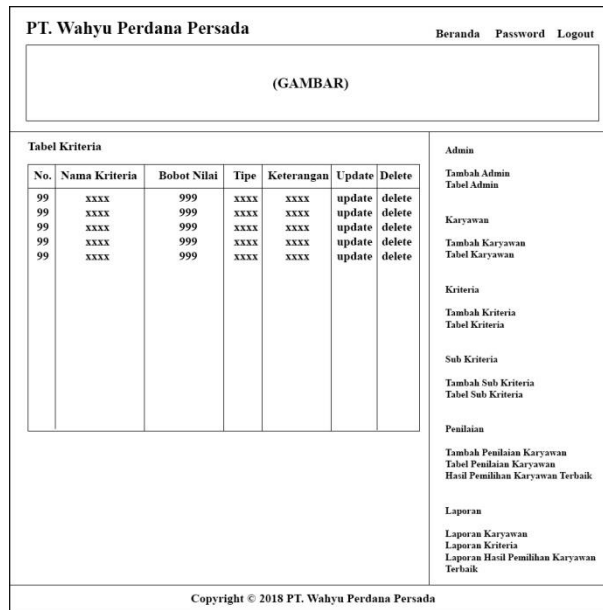 PT. Wahyu Perdana Persada
Beranda Password Logout
(GAMBAR)
Tabel Kriteria
No. Nama Kriteria Bobot Nilai Tipe Keterangan Update Delete
99 xxxx 999 xxxx xxxx update delete
99 xxxx 999 xxxx xxxx update delete
99 xxxx 999 xxxx xxxx update delete
99 xxxx 999 xxxx xxxx update delete
99 xxxx 999 xxxx xxxx update delete
Admin
Tambah Admin
Tabel Admin
Karyawan
Tambah Karyawan
Tabel Karyawan
Kriteria
Tambah Kriteria
Tabel Kriteria
Sub Kriteria
Tambah Sub Kriteria
Tabel Sub Kriteria
Penilaian
Tambah Penilaian Karyawan
Tabel Penilaian Karyawan
Hasil Pemilihan Karyawan Terbaik
Laporan
Laporan Karyawan
Laporan Kriteria
Laporan Hasil Pemilihan Karyawan
Terbaik
Copyright © 2018 PT. Wahyu Perdana Persada